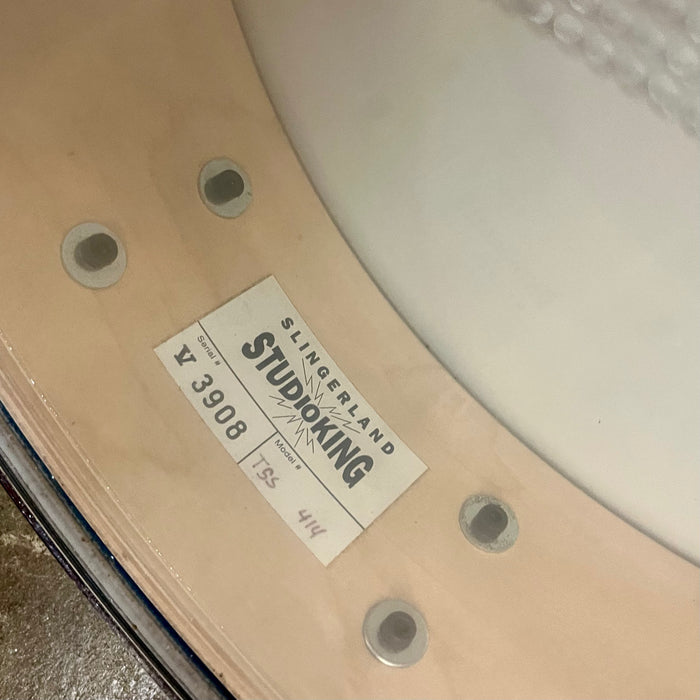 SLINGERLAND
STUDIOKING
Serial #
V 3908
Model #
TSS 414